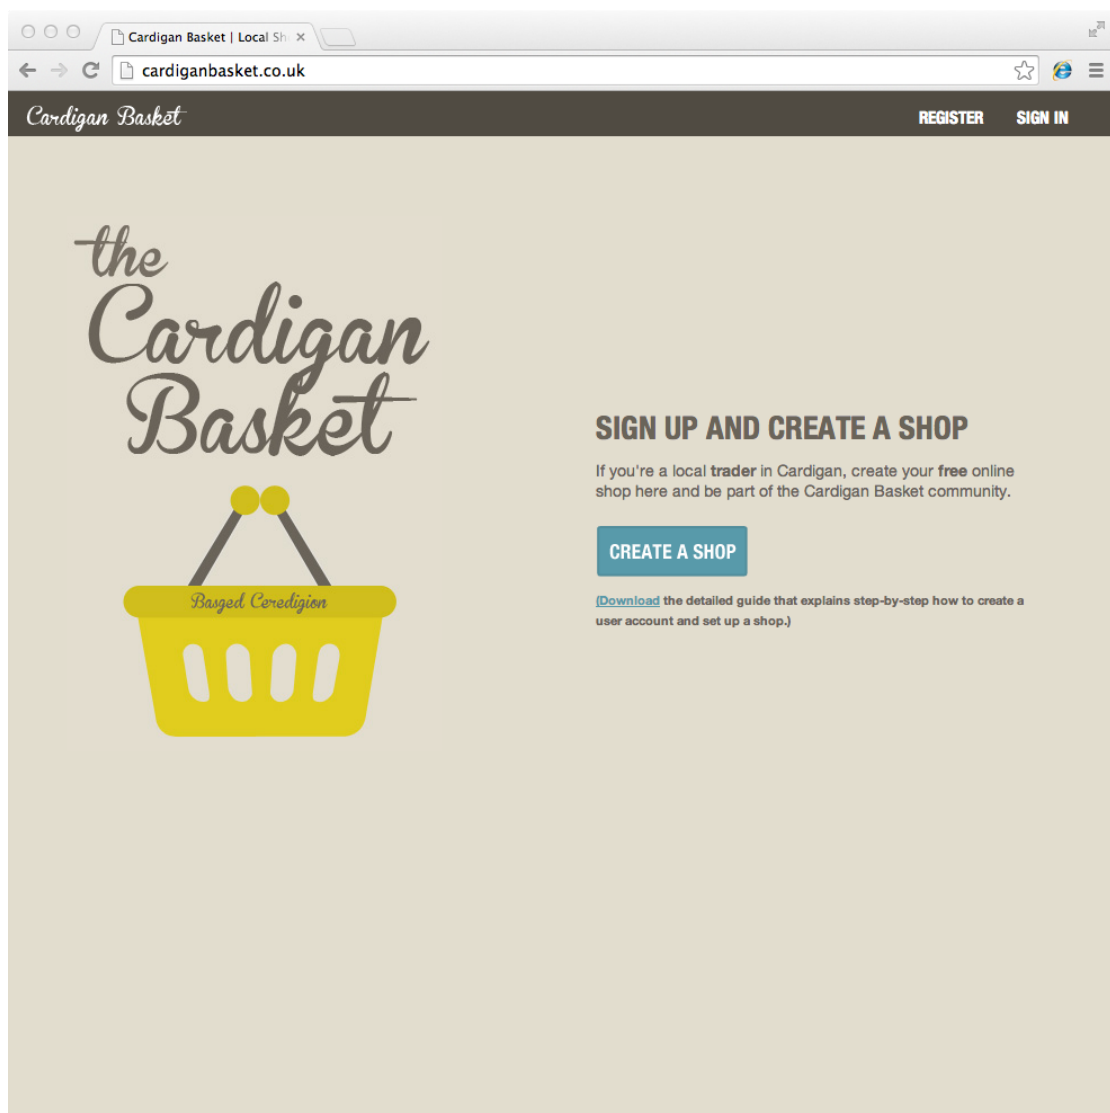 Cardigan Basket | Local Sh
cardiganbasket.co.uk
Cardigan Basket
REGISTER
SIGN IN
the
Cardigan
Basket
Basged Ceredigion
SIGN UP AND CREATE A SHOP
If you're a local trader in Cardigan, create your free online
shop here and be part of the Cardigan Basket community.
CREATE A SHOP
(Download the detailed guide that explains step-by-step how to create a
user account and set up a shop.)